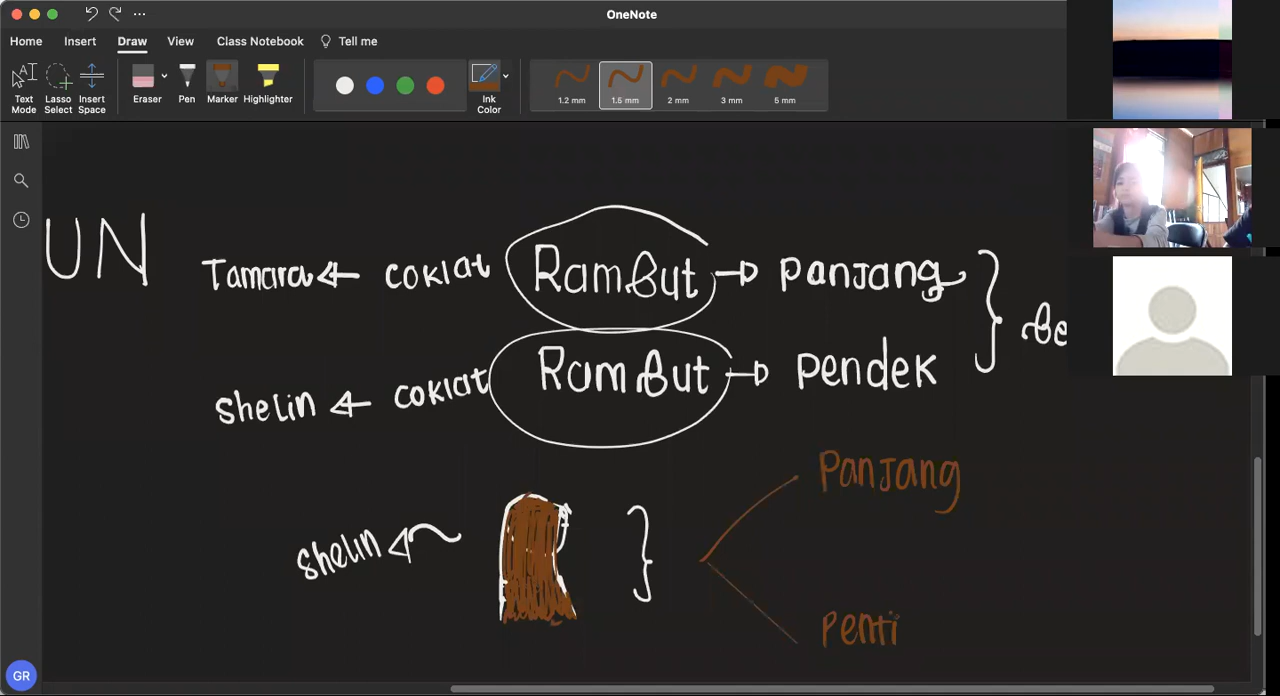 OneNote
Home Insert Draw View Class Notebook Tell me
Text Mode Lasso Select Insert Space Eraser Pen Marker Highlighter Ink Color 1.2 mm 1.5 mm 2 mm 3 mm 5 mm
UN
Tamara coklat Rambut Panjang
Be
shelin coklat Rambut Pendek
Panjang
shelin
Penti
GR